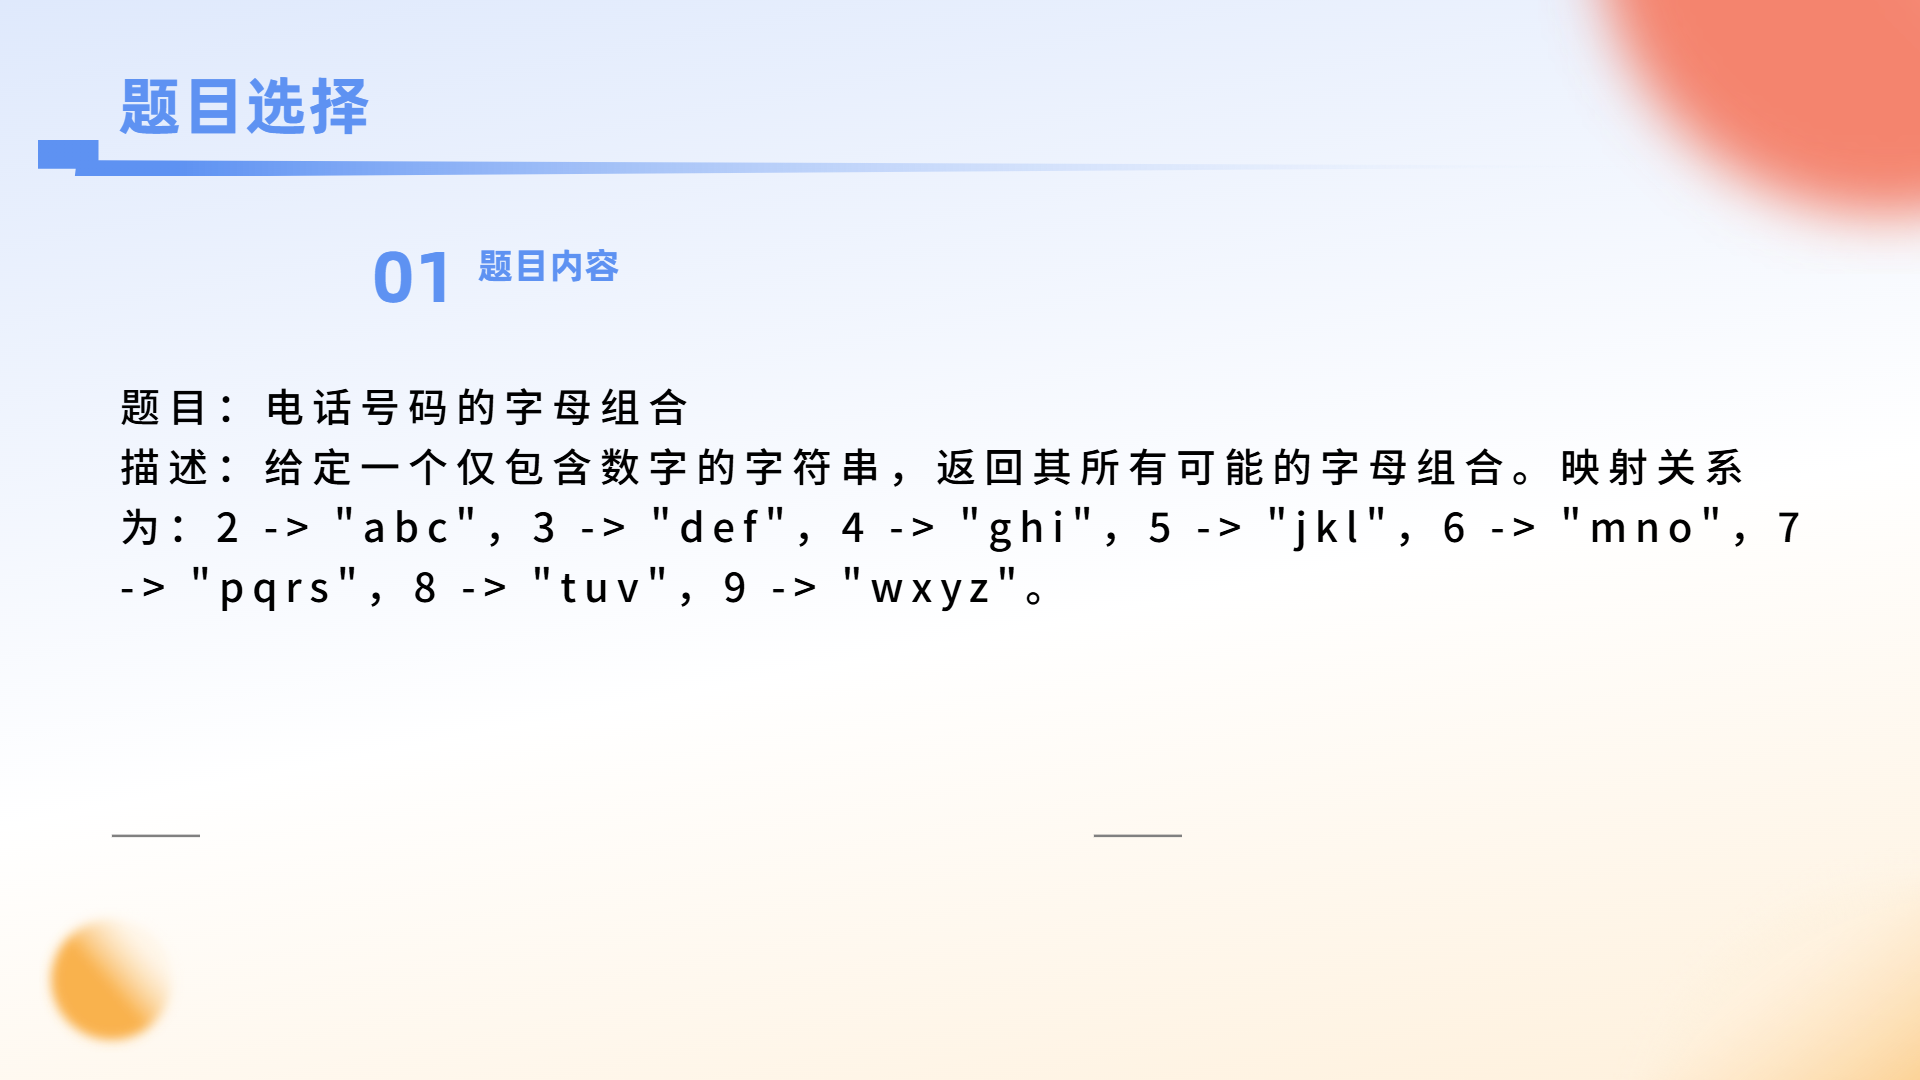 题目选择
01 题目内容
题目：电话号码的字母组合
描述：给定一个仅包含数字的字符串，返回其所有可能的字母组合。映射关系
为：2 -> "abc"，3 -> "def"，4 -> "ghi"，5 -> "jkl"，6 -> "mno"，7
-> "pqrs"，8 -> "tuv"，9 -> "wxyz"。